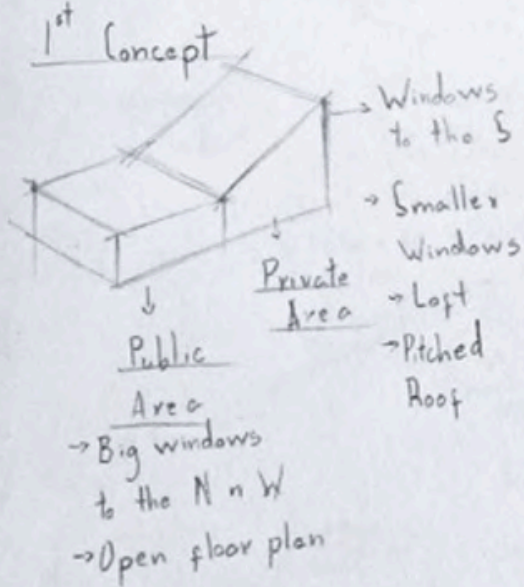 1st Concept
→ Windows
to the S
→ Smaller
Windows
→ Loft
→ Pitched
Roof
Private
Area
Public
Area
→ Big windows
to the N n W
→ Open floor plan